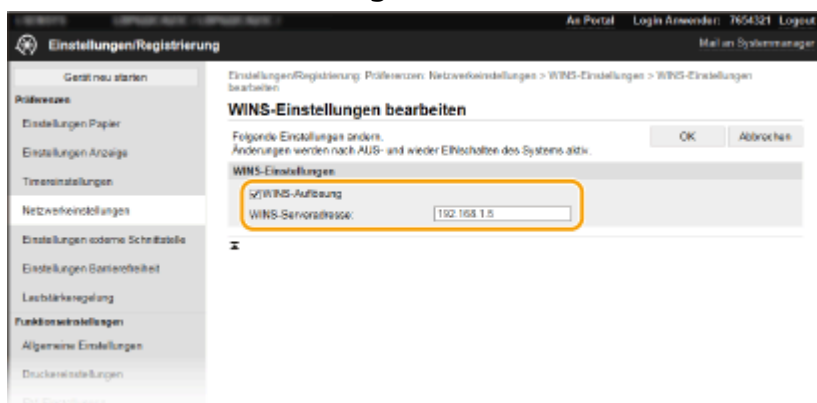 An Portal Login Anwender: 7654321 Logout
Einstellungen/Registrierung
Mail an Systemmanager
Gerät neu starten
Präferenzen
Einstellungen Papier
Einstellungen Anzeige
Timereinstellungen
Netzwerkeinstellungen
Einstellungen externe Schnittstelle
Einstellungen Barrierefreiheit
Lautstärkeregelung
Funktionseinstellungen
Allgemeine Einstellungen
Druckereinstellungen
Einstellungen/Registrierung: Präferenzen: Netzwerkeinstellungen > WINS-Einstellungen > WINS-Einstellungen
bearbeiten
WINS-Einstellungen bearbeiten
Folgende Einstellungen ändern.
Änderungen werden nach AUS- und wieder EINschalten des Systems aktiv.
OK Abbrechen
WINS-Einstellungen
WINS-Auflösung
WINS-Serveradresse: 192.168.1.5